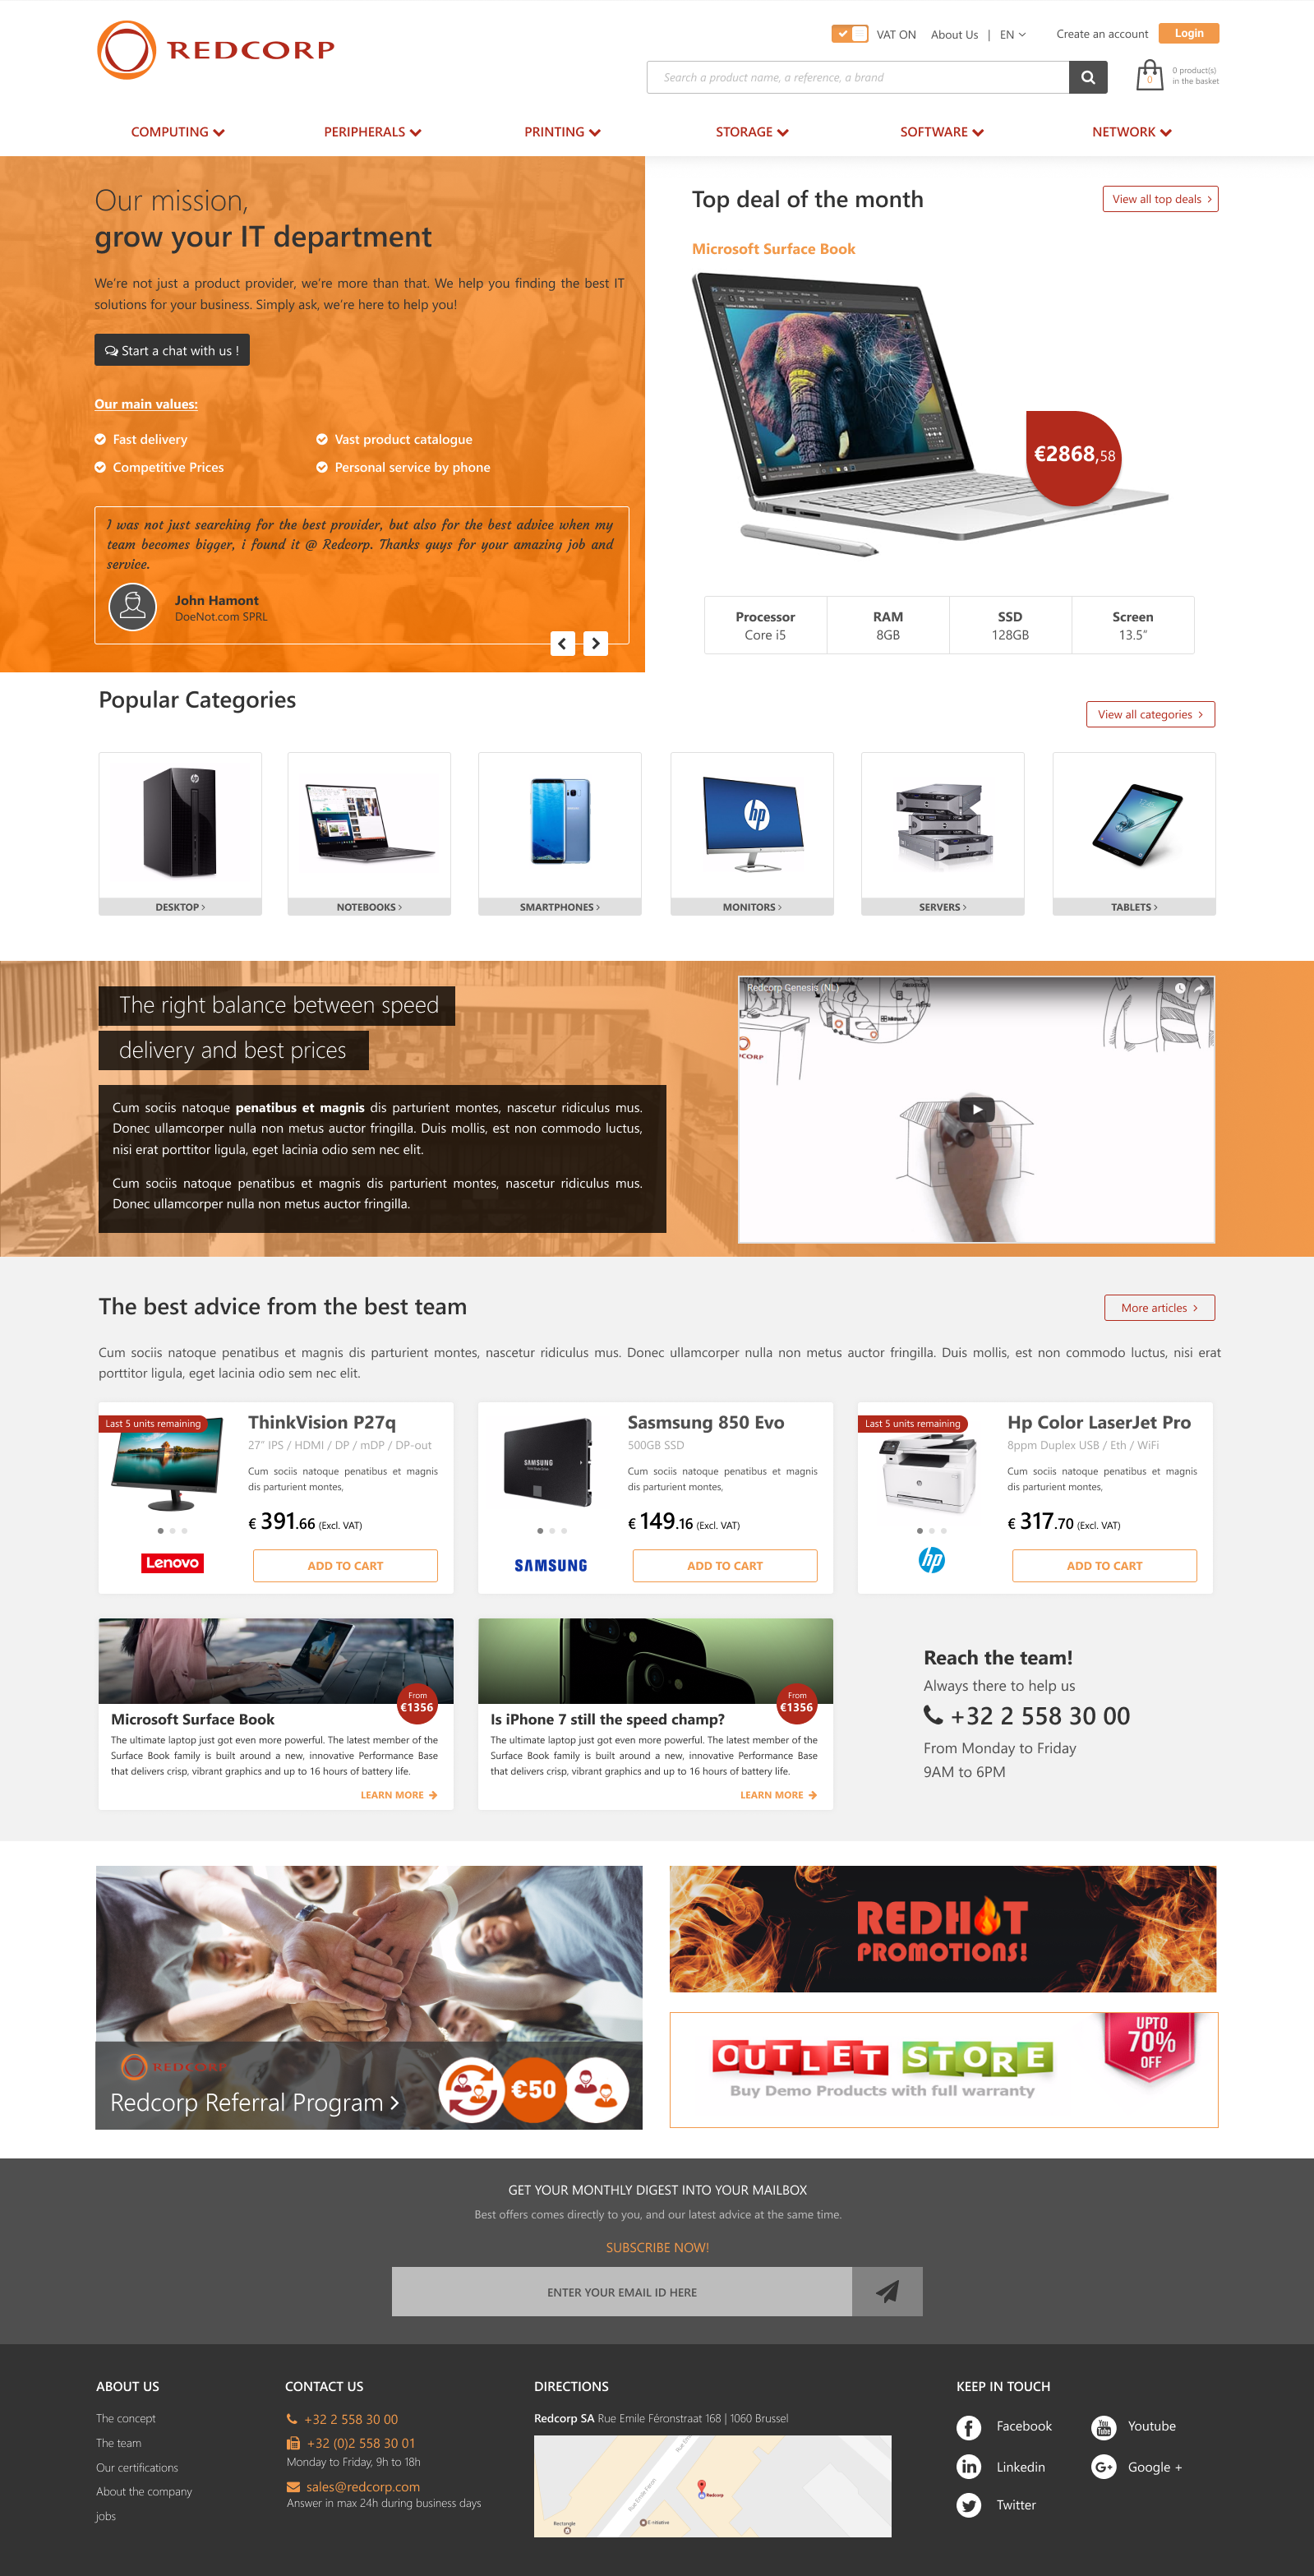 REDCORP
VAT ON About Us | EN Create an account Login
Search a product name, a reference, a brand
0
0 product(s)
in the basket
COMPUTING PERIPHERALS PRINTING STORAGE SOFTWARE NETWORK
Our mission,
grow your IT department
We're not just a product provider, we're more than that. We help you finding the best IT
solutions for your business. Simply ask, we're here to help you!
Start a chat with us !
Our main values:
Fast delivery
Vast product catalogue
Competitive Prices
Personal service by phone
I was not just searching for the best provider, but also for the best advice when my
team becomes bigger, i found it @ Redcorp. Thanks guys for your amazing job and
service.
John Hamont
DoeNot.com SPRL
Top deal of the month
View all top deals
Microsoft Surface Book
€2868,58
Processor
Core i5
RAM
8GB
SSD
128GB
Screen
13.5"
Popular Categories
View all categories
hp
DESKTOP
NOTEBOOKS
SMARTPHONES
MONITORS
SERVERS
TABLETS
The right balance between speed
delivery and best prices
Cum sociis natoque penatibus et magnis dis parturient montes, nascetur ridiculus mus.
Donec ullamcorper nulla non metus auctor fringilla. Duis mollis, est non commodo luctus,
nisi erat porttitor ligula, eget lacinia odio sem nec elit.
Cum sociis natoque penatibus et magnis dis parturient montes, nascetur ridiculus mus.
Donec ullamcorper nulla non metus auctor fringilla.
Redcorp Genesis (NL)
Microsoft
CORP
The best advice from the best team
More articles
Cum sociis natoque penatibus et magnis dis parturient montes, nascetur ridiculus mus. Donec ullamcorper nulla non metus auctor fringilla. Duis mollis, est non commodo luctus, nisi erat
porttitor ligula, eget lacinia odio sem nec elit.
Last 5 units remaining
ThinkVision P27q
27" IPS / HDMI / DP / mDP / DP-out
Cum sociis natoque penatibus et magnis
dis parturient montes,
€ 391.66 (Excl. VAT)
Lenovo
ADD TO CART
SAMSUNG
Sasmsung 850 Evo
500GB SSD
Cum sociis natoque penatibus et magnis
dis parturient montes,
€ 149.16 (Excl. VAT)
SAMSUNG
ADD TO CART
Last 5 units remaining
Hp Color LaserJet Pro
8ppm Duplex USB / Eth / WiFi
Cum sociis natoque penatibus et magnis
dis parturient montes,
€ 317.70 (Excl. VAT)
hp
ADD TO CART
From
€1356
Microsoft Surface Book
The ultimate laptop just got even more powerful. The latest member of the
Surface Book family is built around a new, innovative Performance Base
that delivers crisp, vibrant graphics and up to 16 hours of battery life.
LEARN MORE
From
€1356
Is iPhone 7 still the speed champ?
The ultimate laptop just got even more powerful. The latest member of the
Surface Book family is built around a new, innovative Performance Base
that delivers crisp, vibrant graphics and up to 16 hours of battery life.
LEARN MORE
Reach the team!
Always there to help us
+32 2 558 30 00
From Monday to Friday
9AM to 6PM
REDCORP
Redcorp Referral Program
€50
REDHOT
PROMOTIONS!
OUTLET STORE
Buy Demo Products with full warranty
UPTO
70%
OFF
GET YOUR MONTHLY DIGEST INTO YOUR MAILBOX
Best offers comes directly to you, and our latest advice at the same time.
SUBSCRIBE NOW!
ENTER YOUR EMAIL ID HERE
ABOUT US
The concept
The team
Our certifications
About the company
jobs
CONTACT US
+32 2 558 30 00
+32 (0)2 558 30 01
Monday to Friday, 9h to 18h
sales@redcorp.com
Answer in max 24h during business days
DIRECTIONS
Redcorp SA Rue Emile Féronstraat 168 | 1060 Brussel
Redcorp
Rectangle
KEEP IN TOUCH
Facebook
Youtube
Linkedin
Google +
Twitter